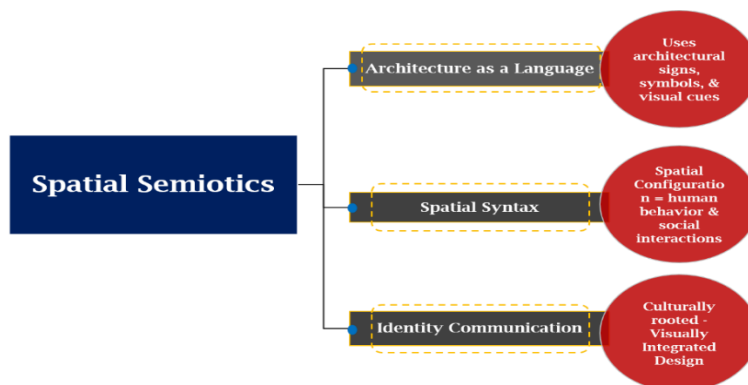 Spatial Semiotics
Architecture as a Language
Uses
architectural
signs,
symbols, &
visual cues
Spatial Syntax
Spatial
Configuratio
n = human
behavior &
social
interactions
Identity Communication
Culturally
rooted -
Visually
Integrated
Design